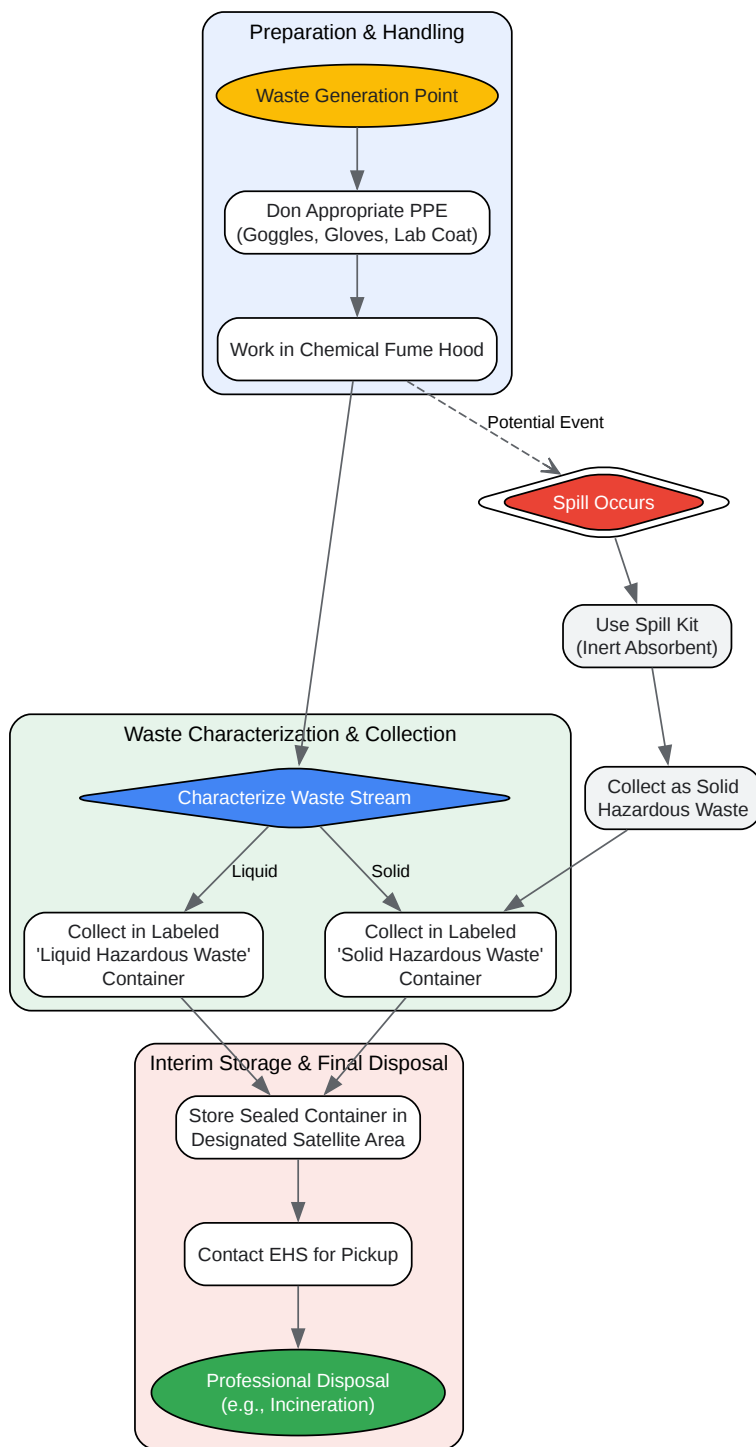 Preparation & Handling
Waste Generation Point
Don Appropriate PPE
(Goggles, Gloves, Lab Coat)
Work in Chemical Fume Hood
Potential Event
Spill Occurs
Use Spill Kit
(Inert Absorbent)
Waste Characterization & Collection
Characterize Waste Stream
Collect as Solid
Hazardous Waste
Liquid
Solid
Collect in Labeled
'Liquid Hazardous Waste'
Container
Collect in Labeled
'Solid Hazardous Waste'
Container
Interim Storage & Final Disposal
Store Sealed Container in
Designated Satellite Area
Contact EHS for Pickup
Professional Disposal
(e.g., Incineration)